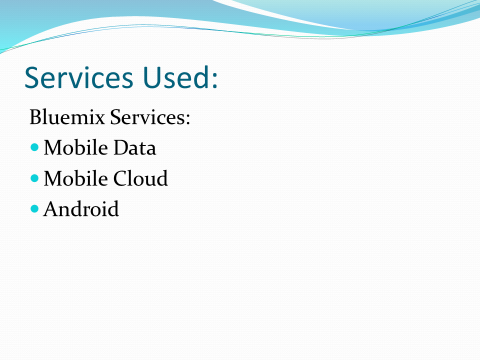 Services Used:
Bluemix Services:
• Mobile Data
• Mobile Cloud
• Android